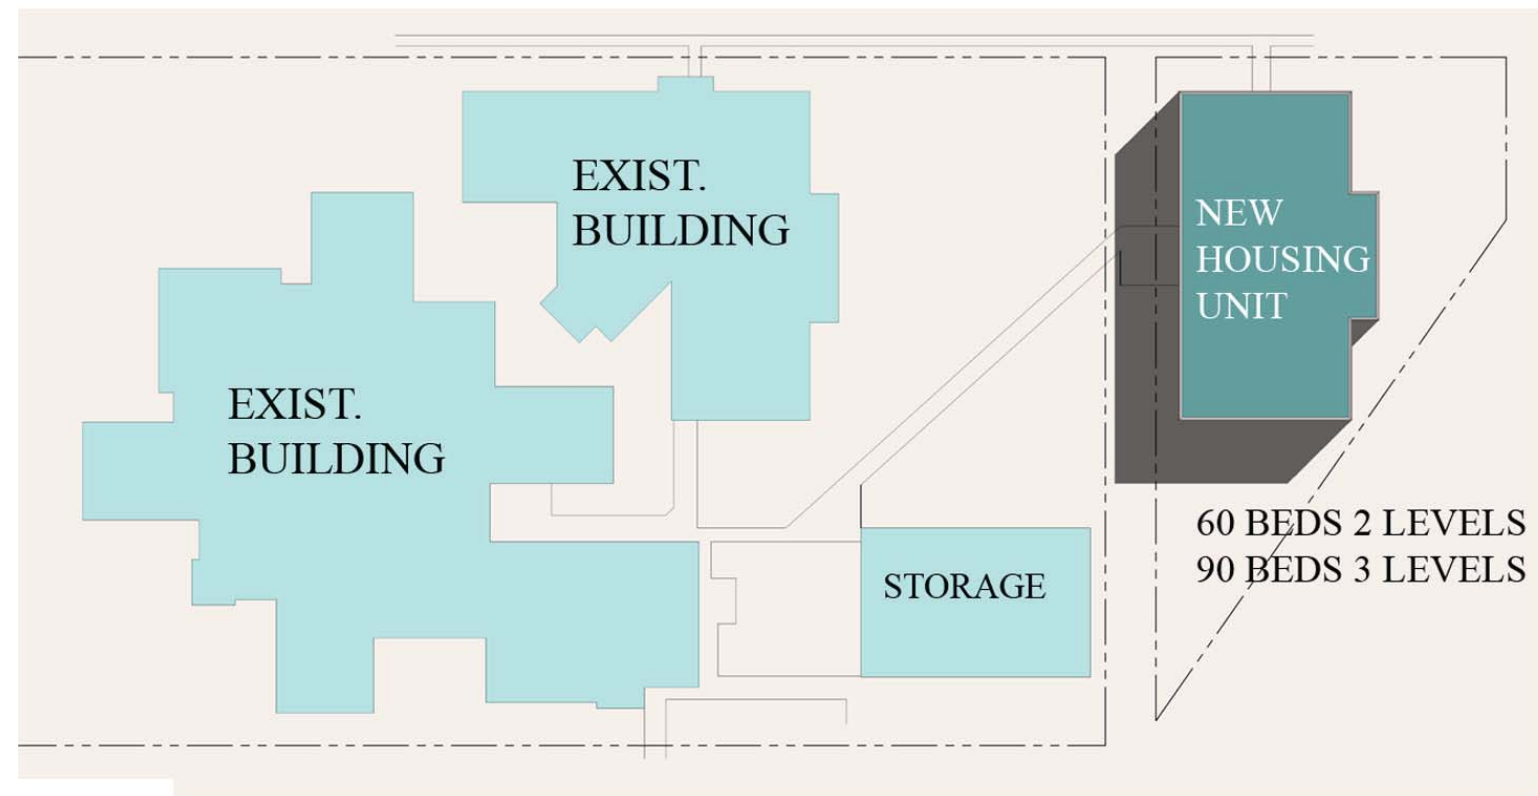 EXIST.
BUILDING
NEW
HOUSING
UNIT
EXIST.
BUILDING
60 BEDS 2 LEVELS
90 BEDS 3 LEVELS
STORAGE